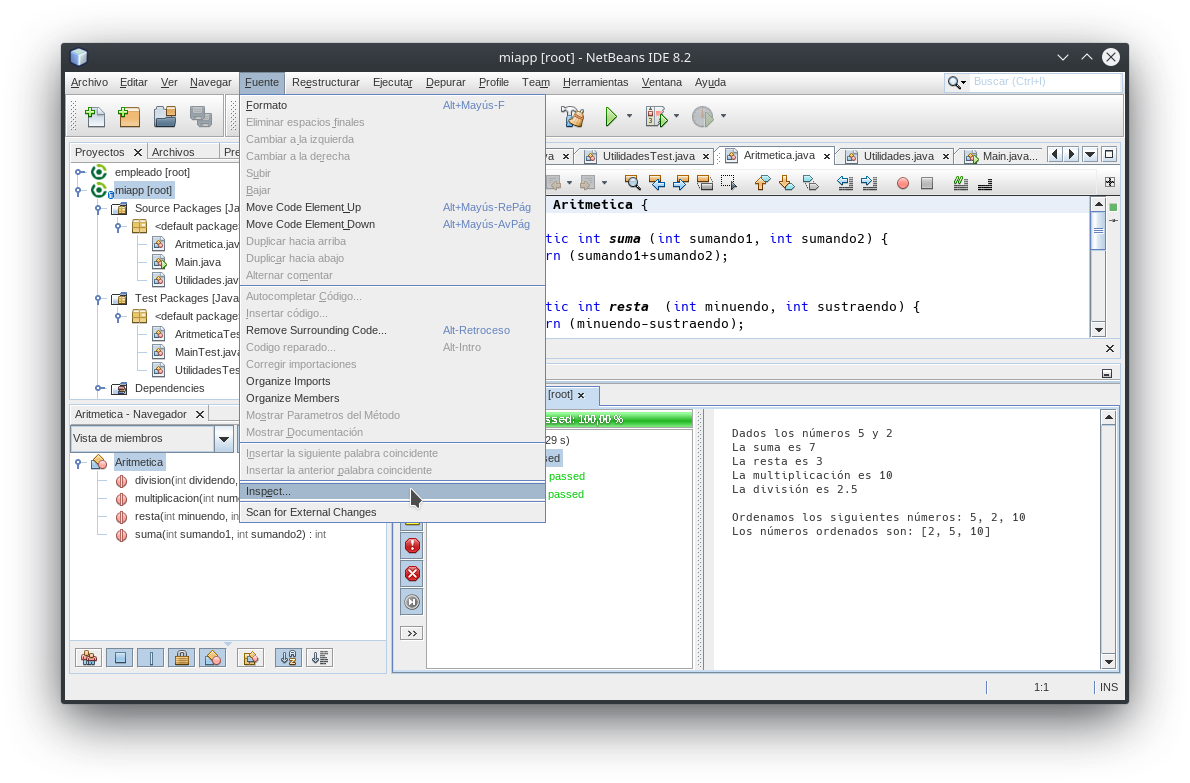 miapp [root] - NetBeans IDE 8.2
Archivo Editar Ver Navegar Fuente Reestructurar Ejecutar Depurar Profile Team Herramientas Ventana Ayuda
Buscar (Ctrl+I)
Proyectos Archivos
empleado [root]
miapp [root]
Source Packages [Ja
<default package
Aritmetica.jav
Main.java
Utilidades.jav
Test Packages [Java
<default package
AritmeticaTes
MainTest.java
UtilidadesTest
Dependencies
Aritmetica - Navegador
Vista de miembros
Aritmetica
division(int dividendo,
multiplicacion(int num
resta(int minuendo, in
suma(int sumando1, int sumando2) : int
Formato Alt+Mayús-F
Eliminar espacios finales
Cambiar a la izquierda
Cambiar a la derecha
Subir
Bajar
Move Code Element Up Alt+Mayús-RePág
Move Code Element Down Alt+Mayús-AvPág
Duplicar hacia arriba
Duplicar hacia abajo
Alternar comentar
Autocompletar Código...
Insertar código...
Remove Surrounding Code... Alt-Retroceso
Codigo reparado... Alt-Intro
Corregir importaciones
Organize Imports
Organize Members
Mostrar Parametros del Método
Mostrar Documentación
Insertar la siguiente palabra coincidente
Insertar la anterior palabra coincidente
Inspect...
Scan for External Changes
va UtilidadesTest.java Aritmetica.java Utilidades.java Main.java...
Aritmetica {
tic int suma (int sumando1, int sumando2) {
rn (sumando1+sumando2);
tic int resta (int minuendo, int sustraendo) {
rn (minuendo-sustraendo);
[root]
ssed: 100,00 %
29 s)
sed
passed
passed
Dados los números 5 y 2
La suma es 7
La resta es 3
La multiplicación es 10
La división es 2.5
Ordenamos los siguientes números: 5, 2, 10
Los números ordenados son: [2, 5, 10]
>>
1:1 INS